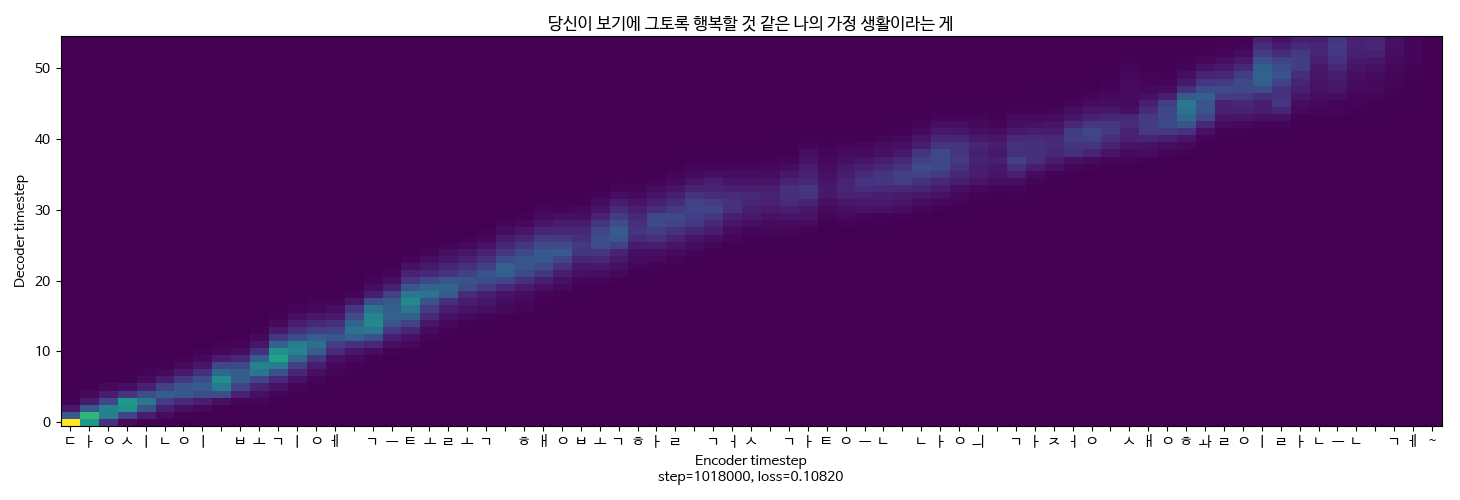 당신이 보기에 그토록 행복할 것 같은 나의 가정 생활이라는 게
Decoder timestep
50
40
30
20
10
0
ㄷ ㅏ ㅇ ㅅ ㅣ ㄴ ㅇ ㅣ   ㅂ ㅗ ㄱ ㅣ ㅇ ㅔ   ㄱ ㅡ ㅌ ㅗ ㄹ ㅗ ㄱ   ㅎ ㅐ ㅇ ㅂ ㅗ ㄱ ㅎ ㅏ ㄹ   ㄱ ㅓ ㅅ   ㄱ ㅏ ㅌ ㅇ ㅡ ㄴ   ㄴ ㅏ ㅇ ㅢ   ㄱ ㅏ ㅈ ㅓ ㅇ   ㅅ ㅐ ㅇ ㅎ ㅘ ㄹ ㅇ ㅣ ㄹ ㅏ ㄴ ㅡ ㄴ   ㄱ ㅔ ~
Encoder timestep
step=1018000, loss=0.10820